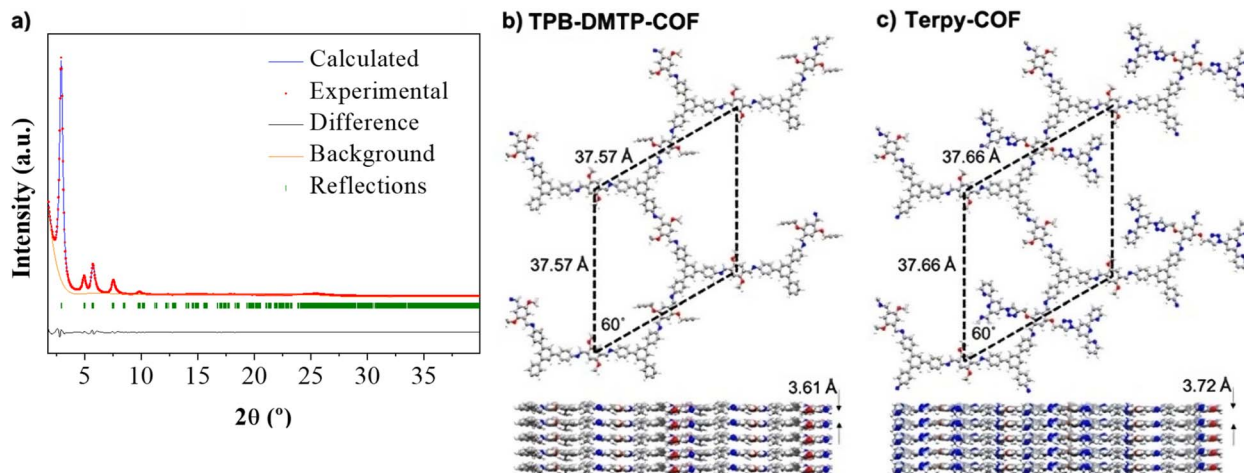 a)
Calculated
Experimental
Difference
Background
Reflections
Intensity (a.u.)
5 10 15 20 25 30 35
2θ (º)
b) TPB-DMTP-COF
37.57 Å
37.57 Å
60°
3.61 Å
c) Terpy-COF
37.66 Å
37.66 Å
60°
3.72 Å